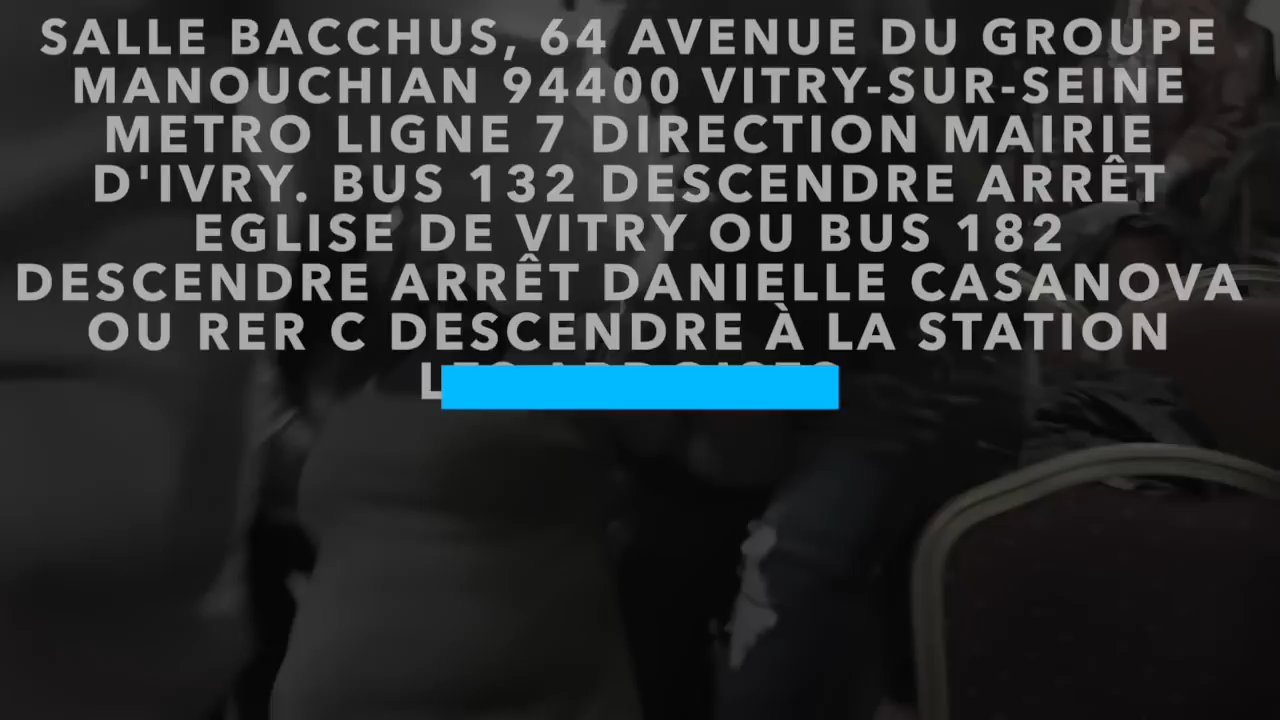 SALLE BACCHUS, 64 AVENUE DU GROUPE
MANOUCHIAN 94400 VITRY-SUR-SEINE
METRO LIGNE 7 DIRECTION MAIRIE
D'IVRY. BUS 132 DESCENDRE ARRÊT
EGLISE DE VITRY OU BUS 182
DESCENDRE ARRÊT DANIELLE CASANOVA
OU RER C DESCENDRE À LA STATION